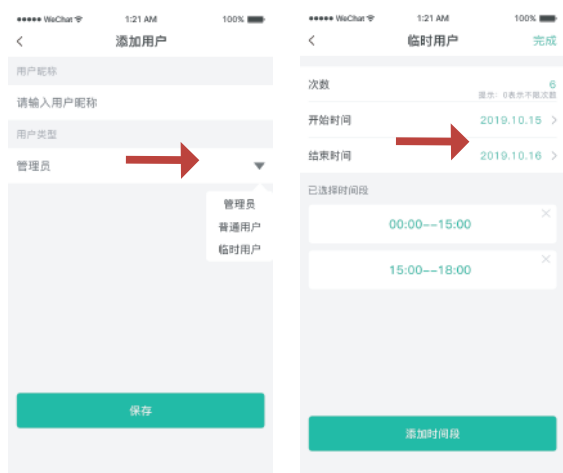 WeChat 1:21 AM 100%
添加用户
用户昵称
请输入用户昵称
用户类型
管理员
管理员
普通用户
临时用户
保存
WeChat 1:21 AM 100%
临时用户 完成
次数 6
提示：0表示不限次数
开始时间 2019.10.15
结束时间 2019.10.16
已选择时间段
00:00--15:00
15:00--18:00
添加时间段